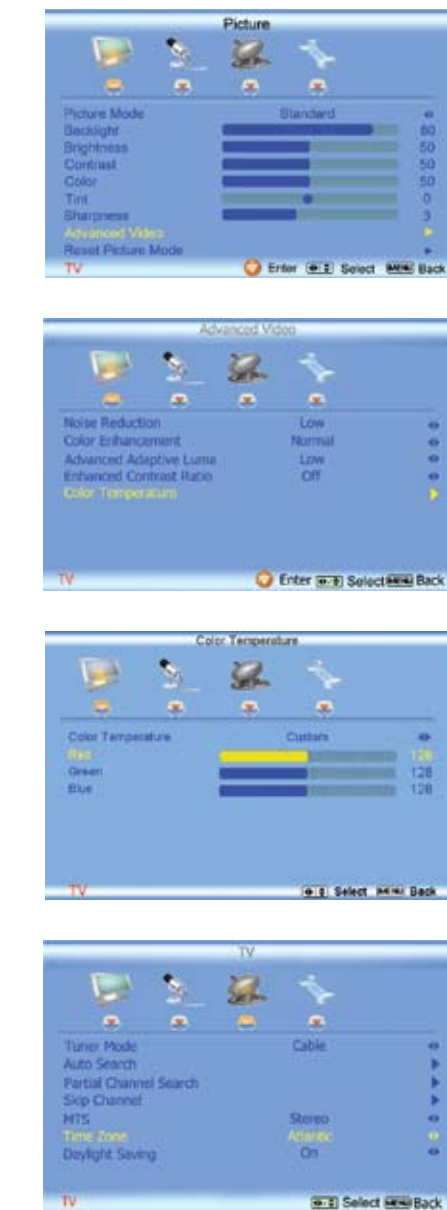 Picture
Picture Mode Standard
Backlight 80
Brightness 50
Contrast 50
Color 50
Tint 0
Sharpness 3
Advanced Video
Reset Picture Mode
TV Enter Select MENU Back
Advanced Video
Noise Reduction Low
Color Enhancement Normal
Advanced Adaptive Luma Low
Enhanced Contrast Ratio Off
Color Temperature
TV Enter Select MENU Back
Color Temperature
Color Temperature Custom
Red 128
Green 128
Blue 128
TV Select MENU Back
TV
Tuner Mode Cable
Auto Search
Partial Channel Search
Skip Channel
MTS Stereo
Time Zone Atlantic
Daylight Saving On
TV Select MENU Back